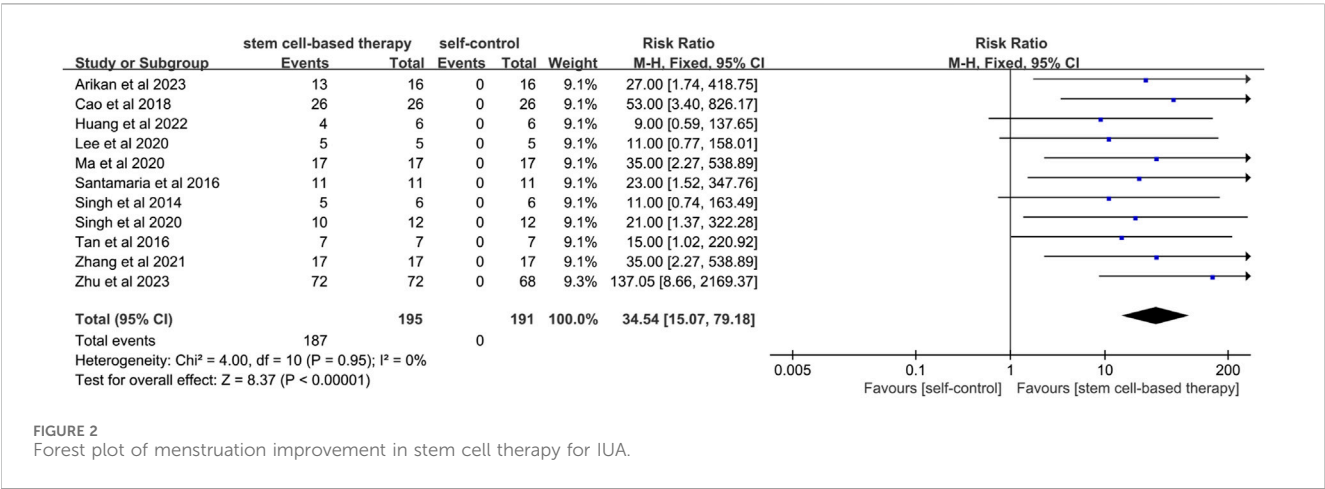 stem cell-based therapy self-control Risk Ratio Risk Ratio
Study or Subgroup Events Total Events Total Weight M-H, Fixed, 95% CI M-H, Fixed, 95% CI
Arikan et al 2023 13 16 0 16 9.1% 27.00 [1.74, 418.75]
Cao et al 2018 26 26 0 26 9.1% 53.00 [3.40, 826.17]
Huang et al 2022 4 6 0 6 9.1% 9.00 [0.59, 137.65]
Lee et al 2020 5 5 0 5 9.1% 11.00 [0.77, 158.01]
Ma et al 2020 17 17 0 17 9.1% 35.00 [2.27, 538.89]
Santamaria et al 2016 11 11 0 11 9.1% 23.00 [1.52, 347.76]
Singh et al 2014 5 6 0 6 9.1% 11.00 [0.74, 163.49]
Singh et al 2020 10 12 0 12 9.1% 21.00 [1.37, 322.28]
Tan et al 2016 7 7 0 7 9.1% 15.00 [1.02, 220.92]
Zhang et al 2021 17 17 0 17 9.1% 35.00 [2.27, 538.89]
Zhu et al 2023 72 72 0 68 9.3% 137.05 [8.66, 2169.37]
Total (95% CI) 195 191 100.0% 34.54 [15.07, 79.18]
Total events 187 0
Heterogeneity: Chi² = 4.00, df = 10 (P = 0.95); I² = 0%
Test for overall effect: Z = 8.37 (P < 0.00001)
0.005 0.1 1 10 200
Favours [self-control] Favours [stem cell-based therapy]
FIGURE 2
Forest plot of menstruation improvement in stem cell therapy for IUA.